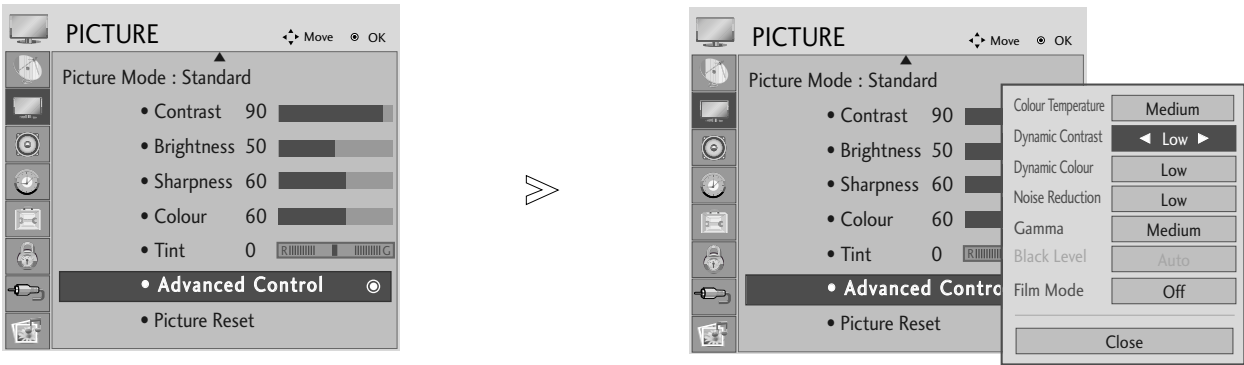 PICTURE Move OK
Picture Mode : Standard
• Contrast 90
• Brightness 50
• Sharpness 60
• Colour 60
• Tint 0 R G
• Advanced Control
• Picture Reset
PICTURE Move OK
Picture Mode : Standard
• Contrast 90
• Brightness 50
• Sharpness 60
• Colour 60
• Tint 0 R
• Advanced Contro
• Picture Reset
Colour Temperature Medium
Dynamic Contrast ◄ Low ►
Dynamic Colour Low
Noise Reduction Low
Gamma Medium
Black Level Auto
Film Mode Off
Close